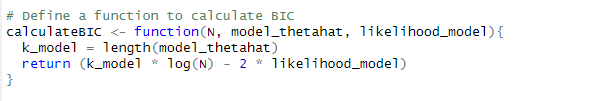 # Define a function to calculate BIC
calculateBIC <- function(N, model_thetahat, likelihood_model){
  k_model = length(model_thetahat)
  return (k_model * log(N) - 2 * likelihood_model)
}